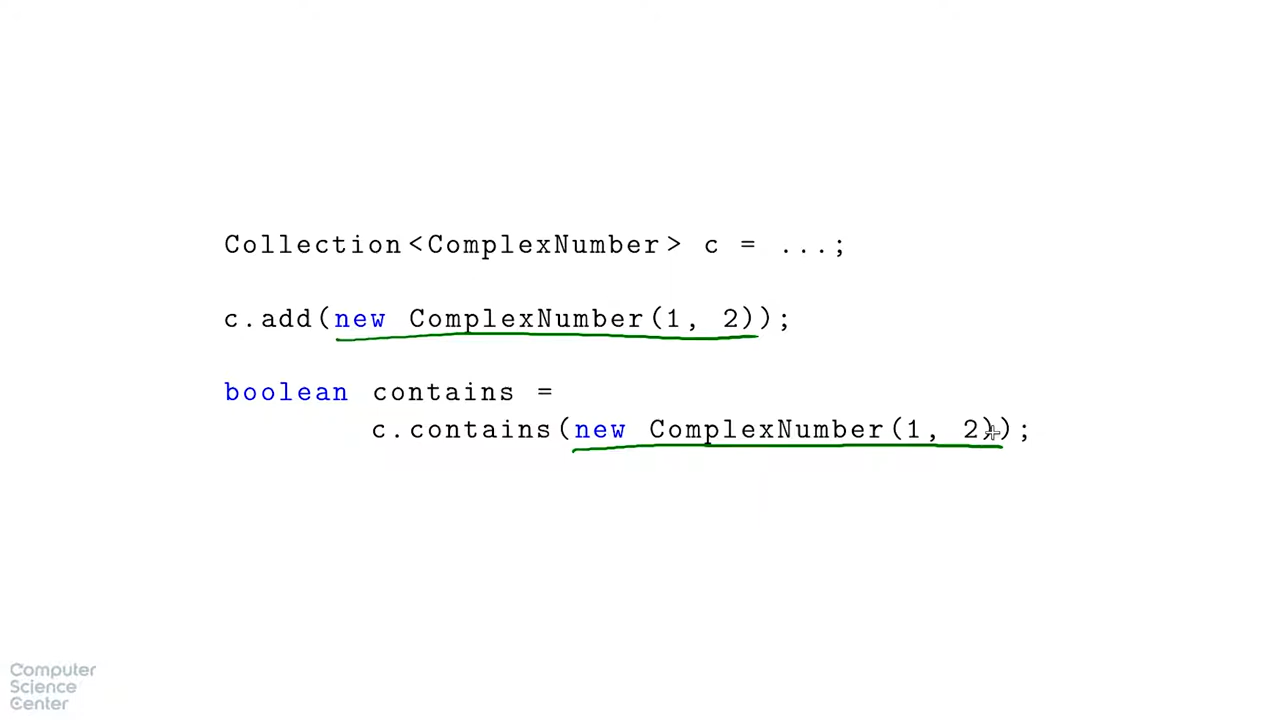 Collection<ComplexNumber> c = ...;
c.add(new ComplexNumber(1, 2));
boolean contains =
c.contains(new ComplexNumber(1, 2));
Computer
Science
Center